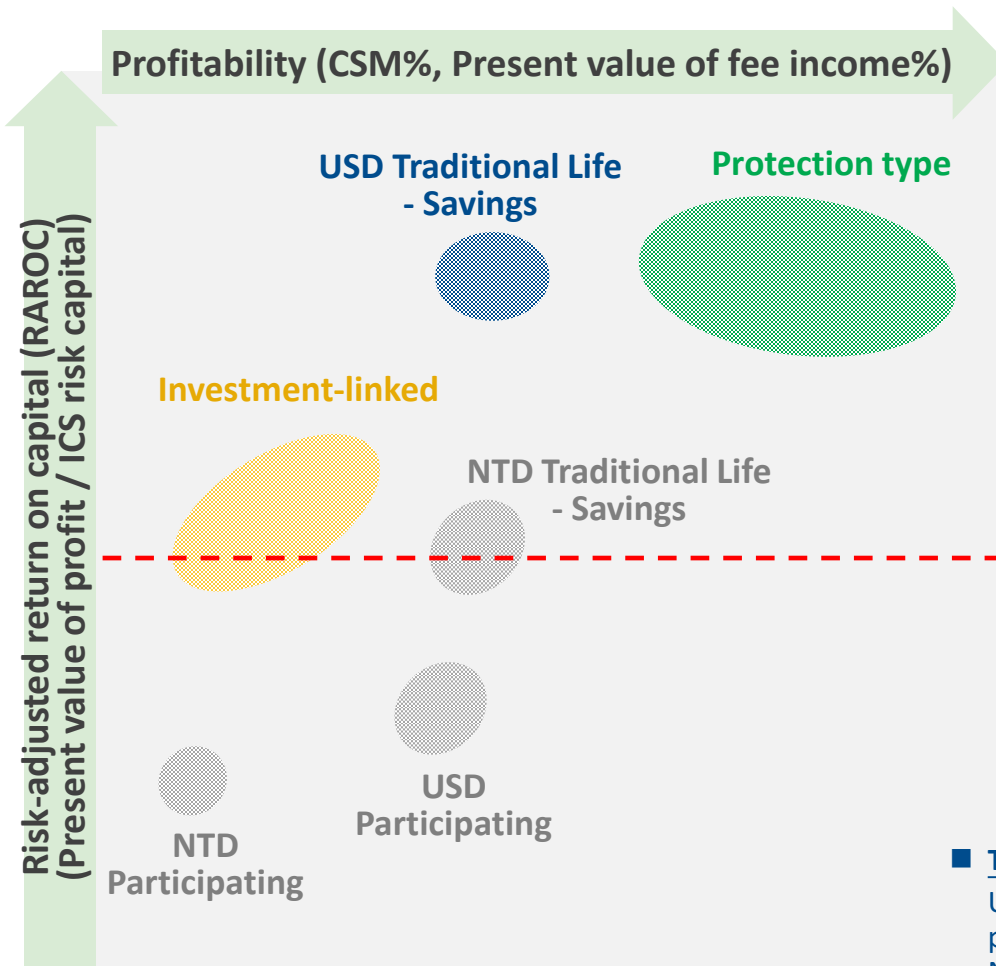 Profitability (CSM%, Present value of fee income%)
Risk-adjusted return on capital (RAROC)
(Present value of profit / ICS risk capital)
USD Traditional Life
- Savings
Protection type
Investment-linked
NTD Traditional Life
- Savings
USD
Participating
NTD
Participating